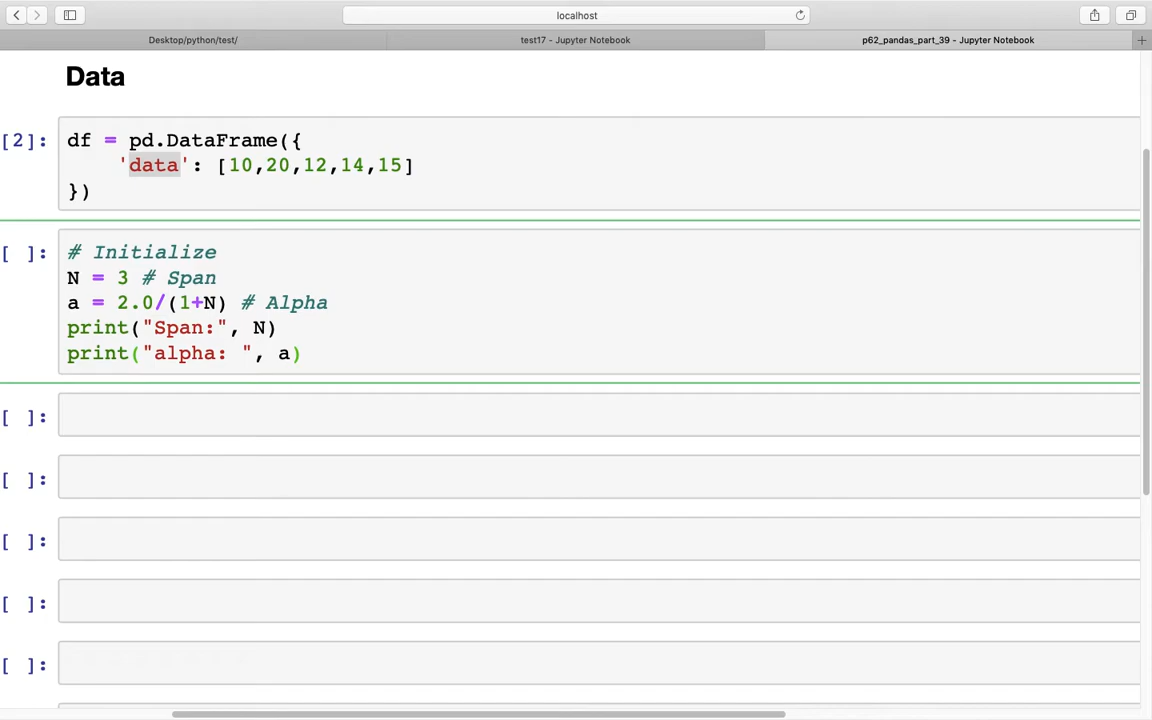 localhost
Desktop/python/test/
test17 - Jupyter Notebook
p62_pandas_part_39 - Jupyter Notebook
Data
[2]: df = pd.DataFrame({
'data': [10,20,12,14,15]
})
[ ]: # Initialize
N = 3 # Span
a = 2.0/(1+N) # Alpha
print("Span:", N)
print("alpha: ", a)
[ ]:
[ ]:
[ ]:
[ ]:
[ ]: